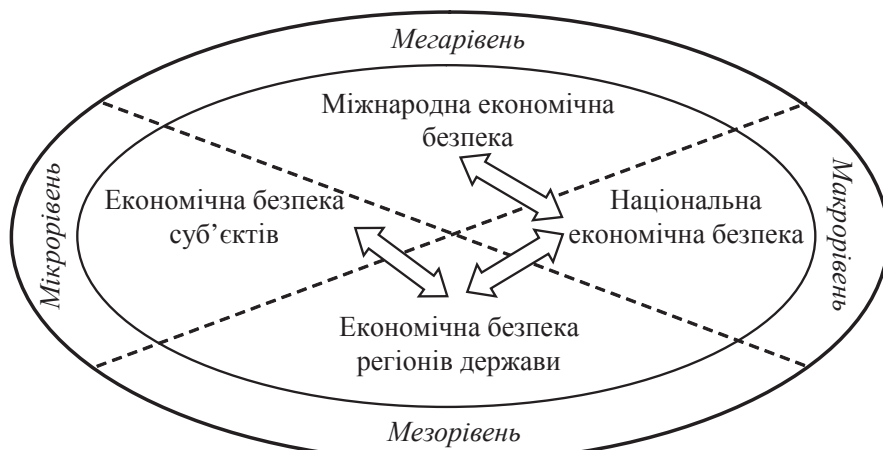 Мегарівень
Міжнародна економічна
безпека
Мікрорівень
Економічна безпека
суб’єктів
Національна
економічна безпека
Макрорівень
Економічна безпека
регіонів держави
Мезорівень